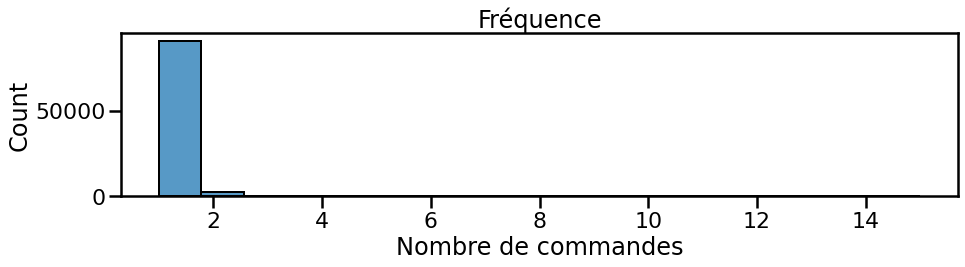 Fréquence
Count
50000
0
2 4 6 8 10 12 14
Nombre de commandes